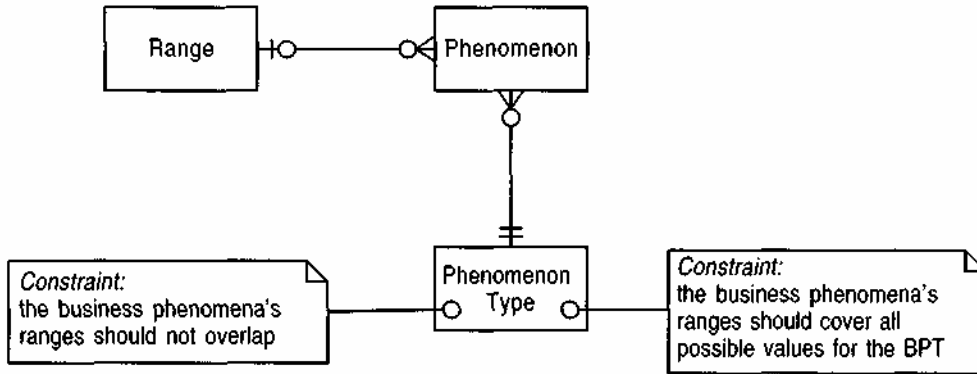 Range
Phenomenon
Phenomenon
Type
Constraint:
the business phenomena's
ranges should not overlap
Constraint:
the business phenomena's
ranges should cover all
possible values for the BPT